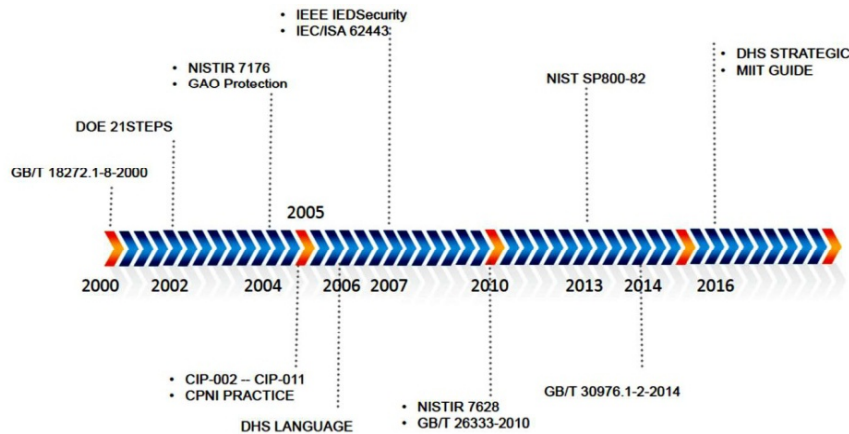 • IEEE IEDSecurity
• IEC/ISA 62443
• DHS STRATEGIC
• MIIT GUIDE
• NISTIR 7176
• GAO Protection
NIST SP800-82
DOE 21STEPS
GB/T 18272.1-8-2000
2005
2000
2002
2004
2006
2007
2010
2013
2014
2016
• CIP-002 -- CIP-011
• CPNI PRACTICE
GB/T 30976.1-2-2014
• NISTIR 7628
• GB/T 26333-2010
DHS LANGUAGE